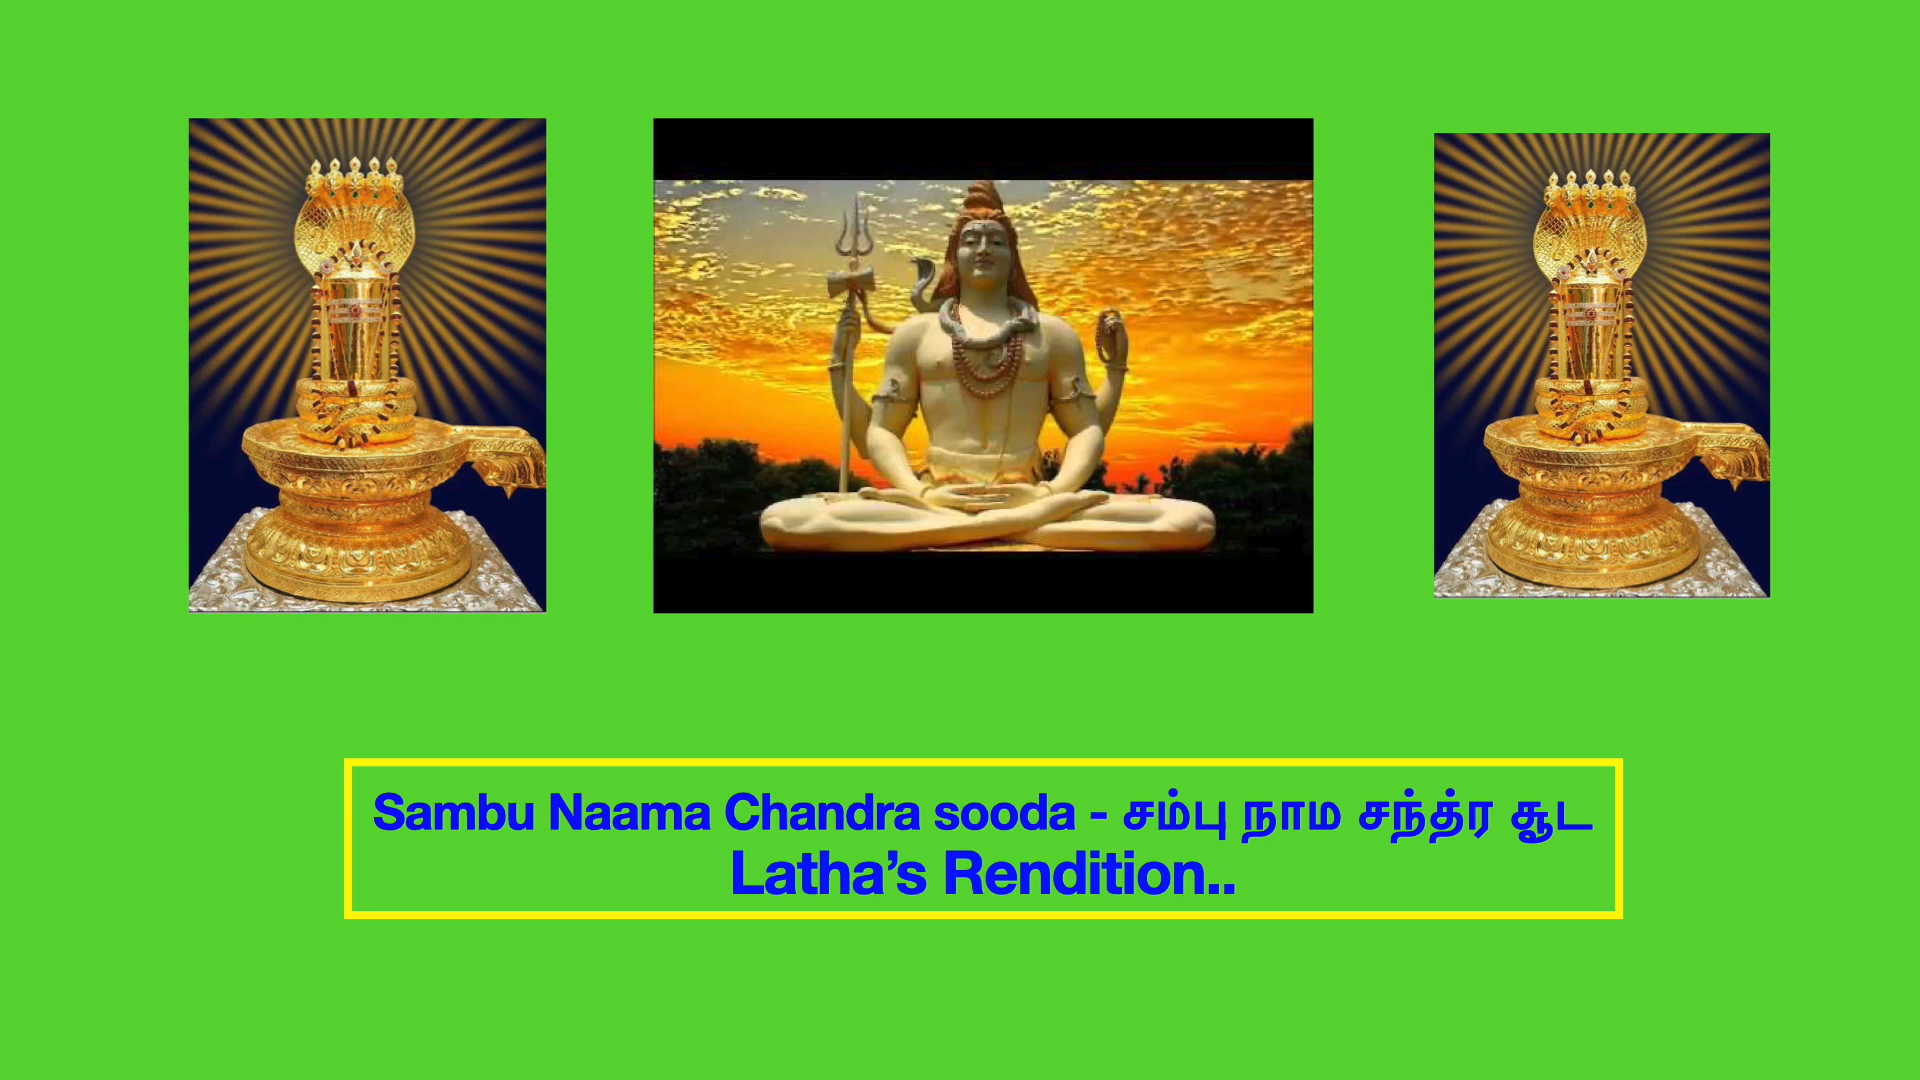 Sambu Naama Chandra sooda - சம்பு நாம சந்த்ர சூட
Latha’s Rendition..